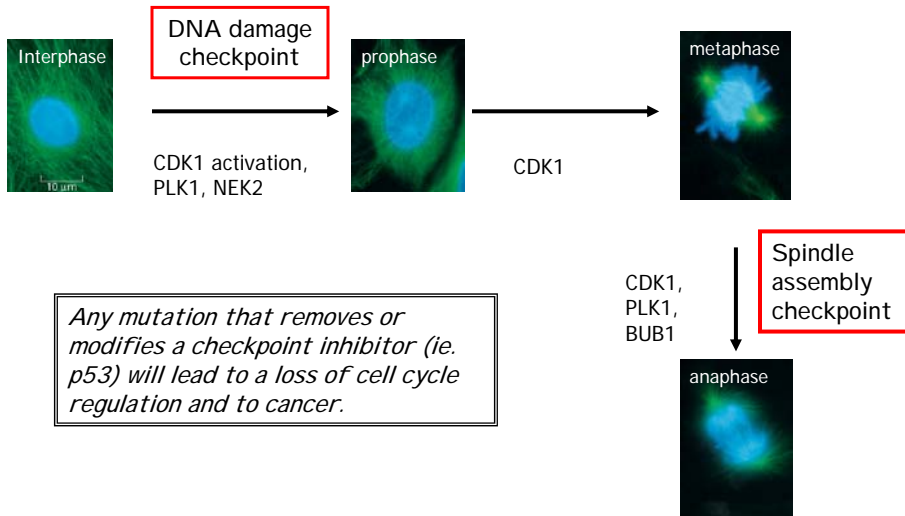 Interphase
DNA damage
checkpoint
prophase
metaphase
10 µm
CDK1 activation,
PLK1, NEK2
CDK1
CDK1,
PLK1,
BUB1
Spindle
assembly
checkpoint
Any mutation that removes or
modifies a checkpoint inhibitor (ie.
p53) will lead to a loss of cell cycle
regulation and to cancer.
anaphase